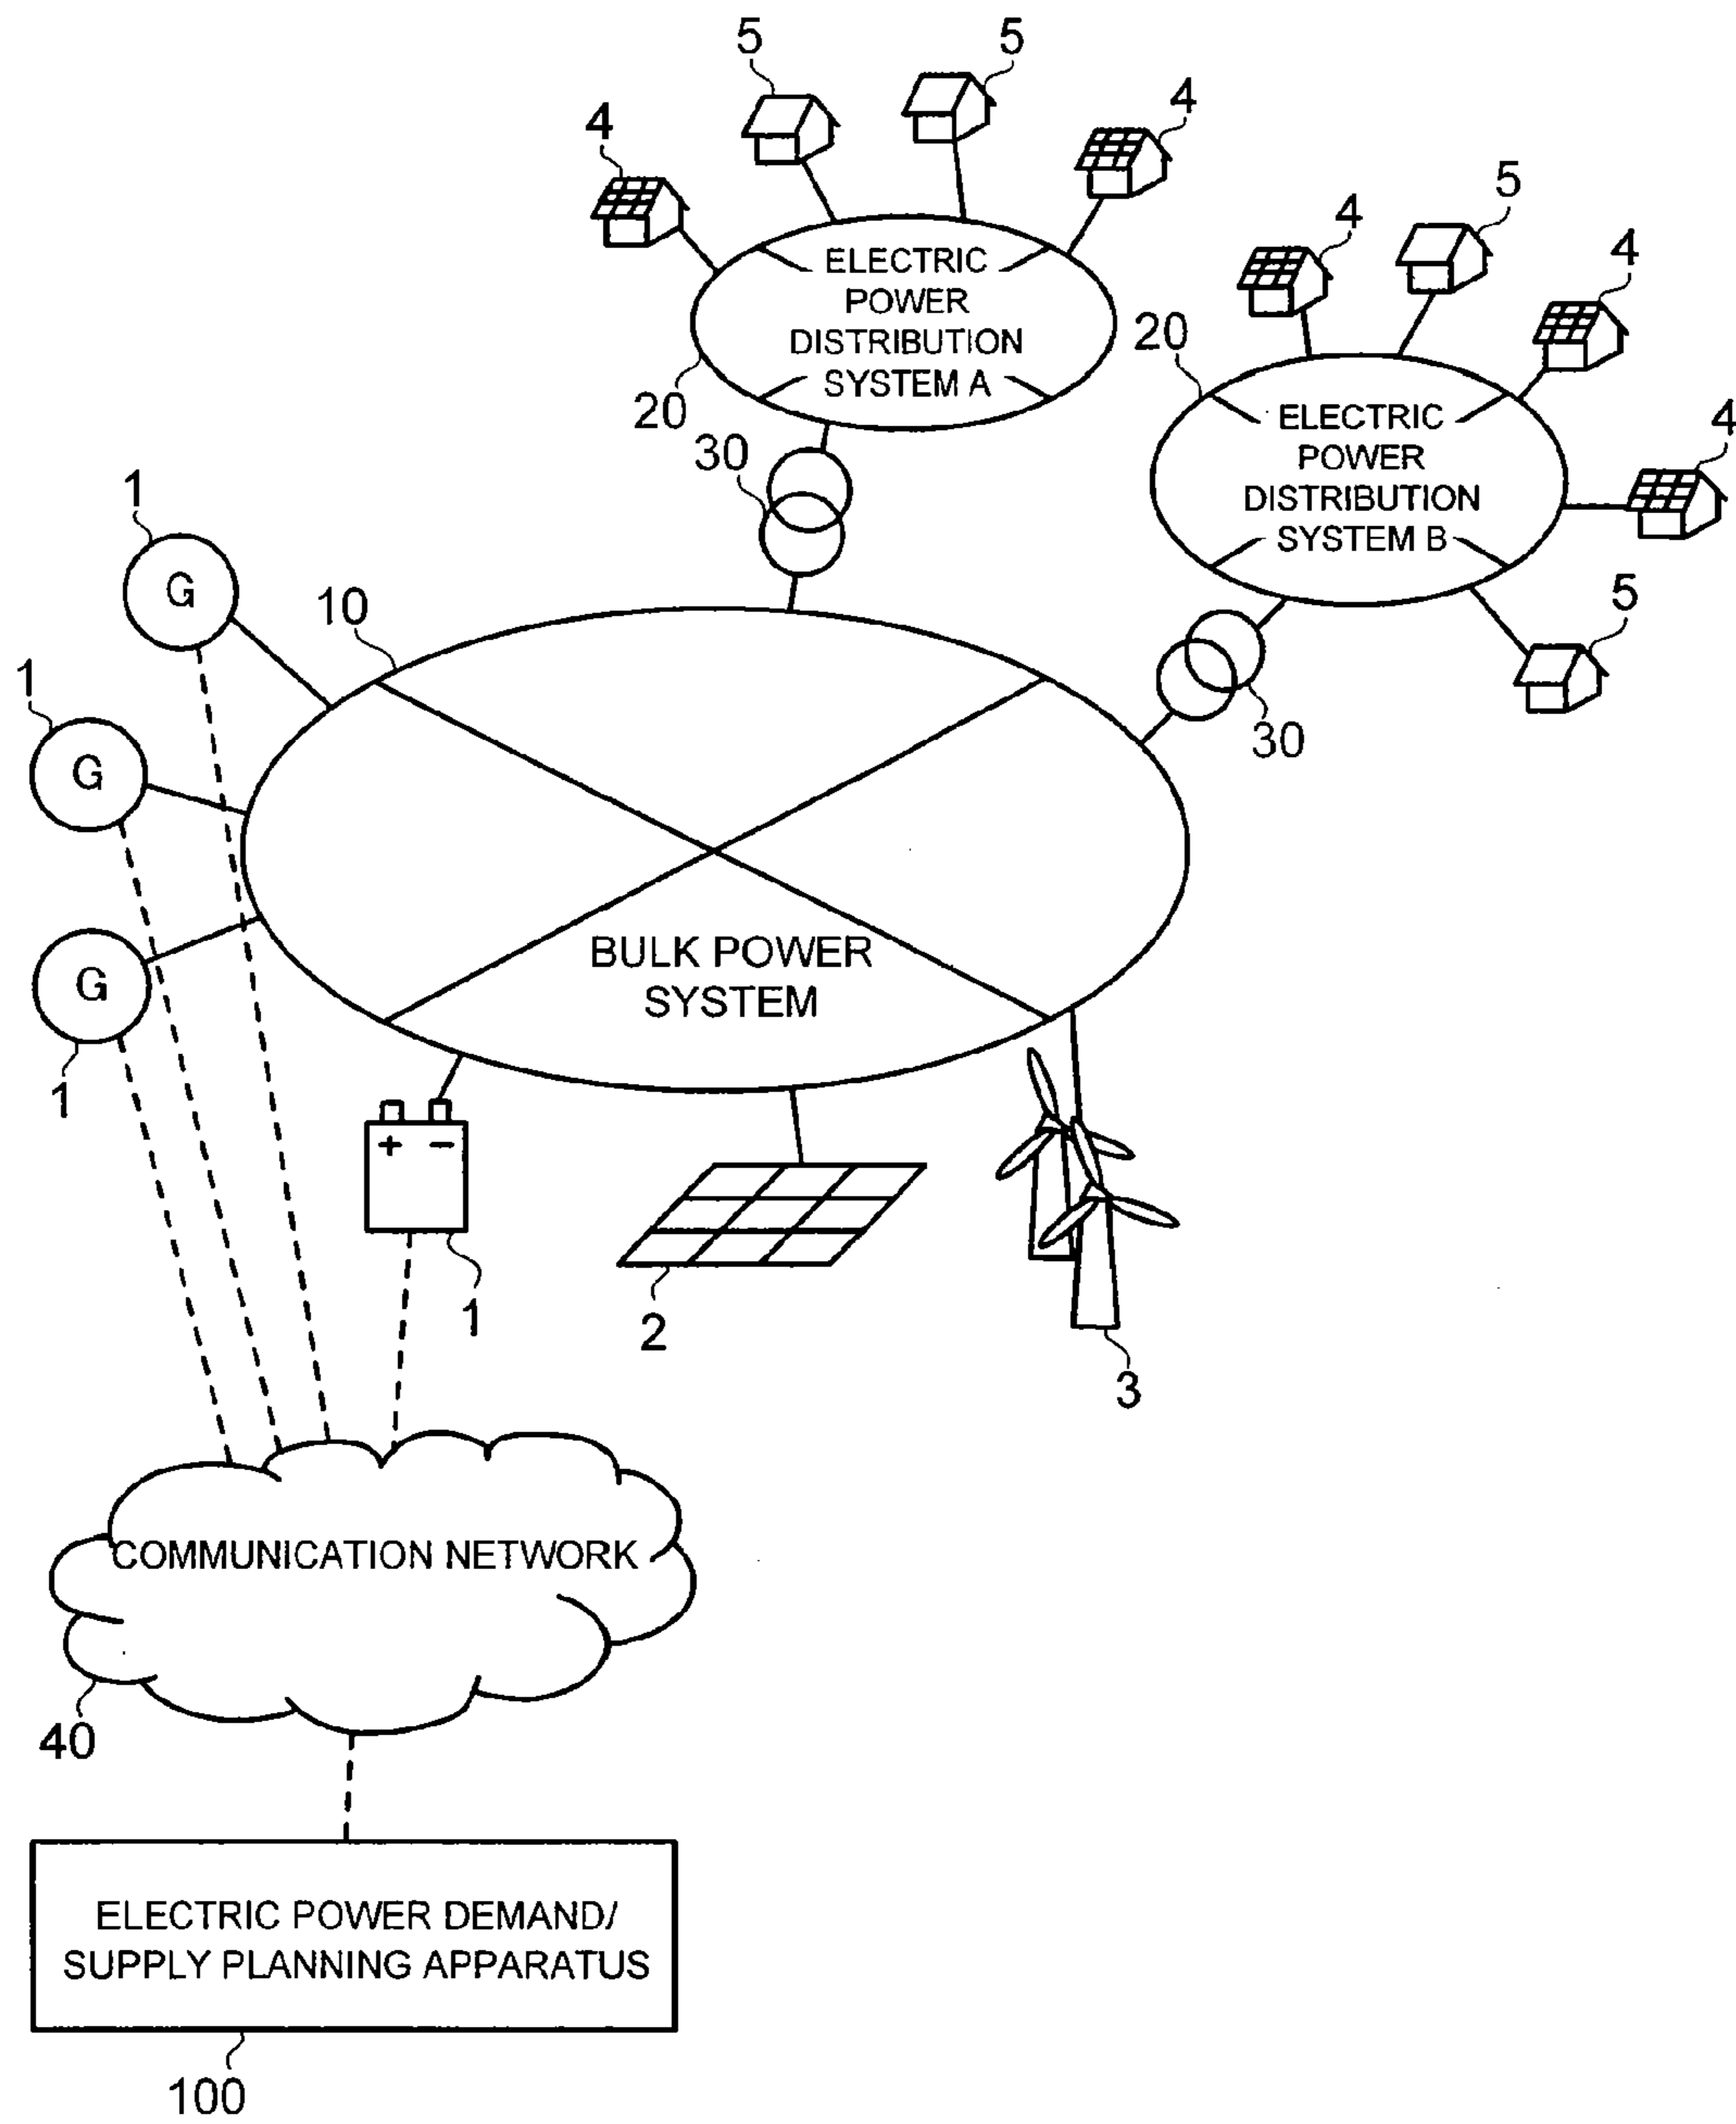 5
5
4
4
5
4
4
ELECTRIC
POWER
DISTRIBUTION
SYSTEM A
20
20
4
ELECTRIC
POWER
DISTRIBUTION
SYSTEM B
30
1
G
10
5
1
G
30
G
1
BULK POWER
SYSTEM
+ −
1
2
3
COMMUNICATION NETWORK
40
ELECTRIC POWER DEMAND/
SUPPLY PLANNING APPARATUS
100